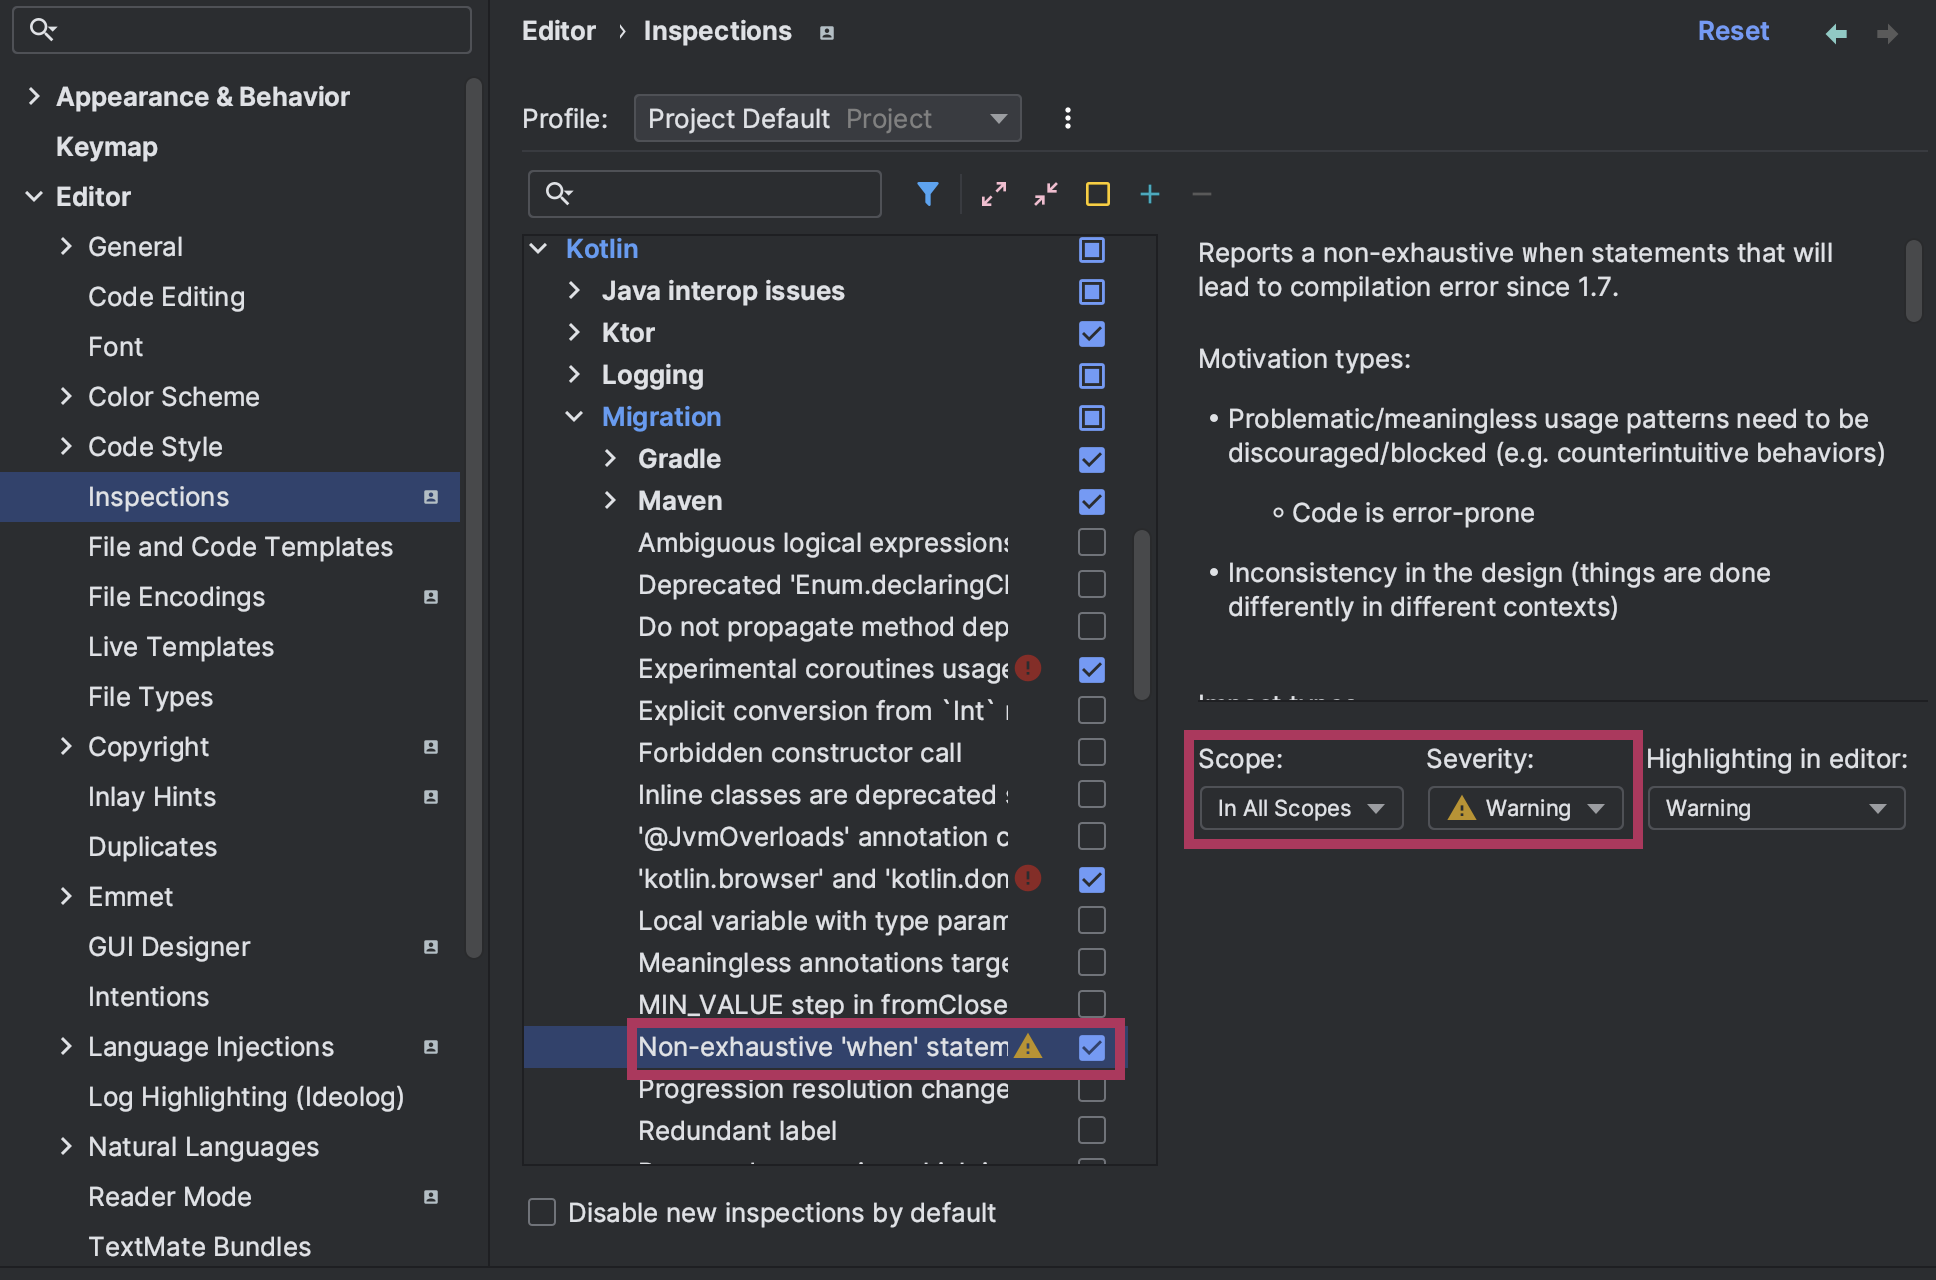 Appearance & Behavior
Keymap
Editor
General
Code Editing
Font
Color Scheme
Code Style
Inspections
File and Code Templates
File Encodings
Live Templates
File Types
Copyright
Inlay Hints
Duplicates
Emmet
GUI Designer
Intentions
Language Injections
Log Highlighting (Ideolog)
Natural Languages
Reader Mode
TextMate Bundles
Editor › Inspections
Reset
Profile: Project Default Project
Kotlin
Java interop issues
Ktor
Logging
Migration
Gradle
Maven
Ambiguous logical expressions
Deprecated 'Enum.declaringCl
Do not propagate method dep
Experimental coroutines usage
Explicit conversion from `Int`
Forbidden constructor call
Inline classes are deprecated
'@JvmOverloads' annotation
'kotlin.browser' and 'kotlin.dom
Local variable with type param
Meaningless annotations targe
MIN_VALUE step in fromClose
Non-exhaustive 'when' statem
Progression resolution change
Redundant label
Disable new inspections by default
Reports a non-exhaustive when statements that will
lead to compilation error since 1.7.
Motivation types:
• Problematic/meaningless usage patterns need to be
discouraged/blocked (e.g. counterintuitive behaviors)
Code is error-prone
• Inconsistency in the design (things are done
differently in different contexts)
Scope: Severity: Highlighting in editor:
In All Scopes Warning Warning